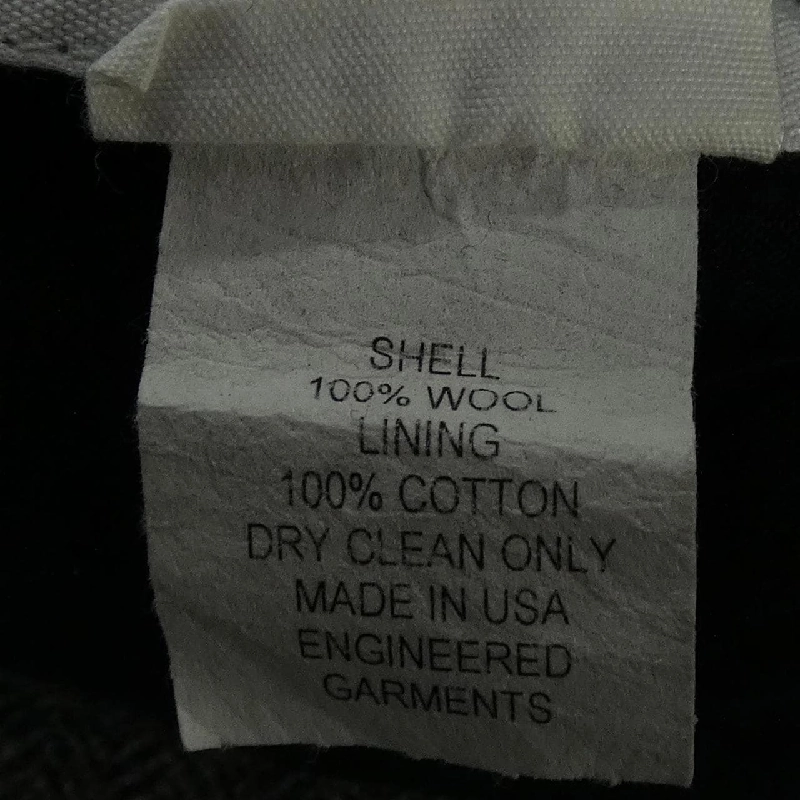 SHELL
100% WOOL
LINING
100% COTTON
DRY CLEAN ONLY
MADE IN USA
ENGINEERED
GARMENTS